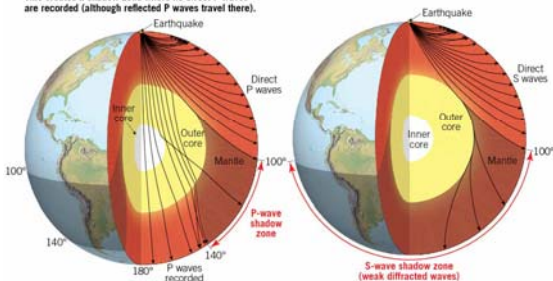 are recorded (although reflected P waves travel there).
Earthquake
Direct
P waves
Inner
core
Outer
core
Mantle
100°
100°
P-wave
shadow
zone
140°
140°
180°
P waves
recorded
Earthquake
Direct
S waves
Inner
core
Outer
core
Mantle
100°
100°
S-wave shadow zone
(weak diffracted waves)